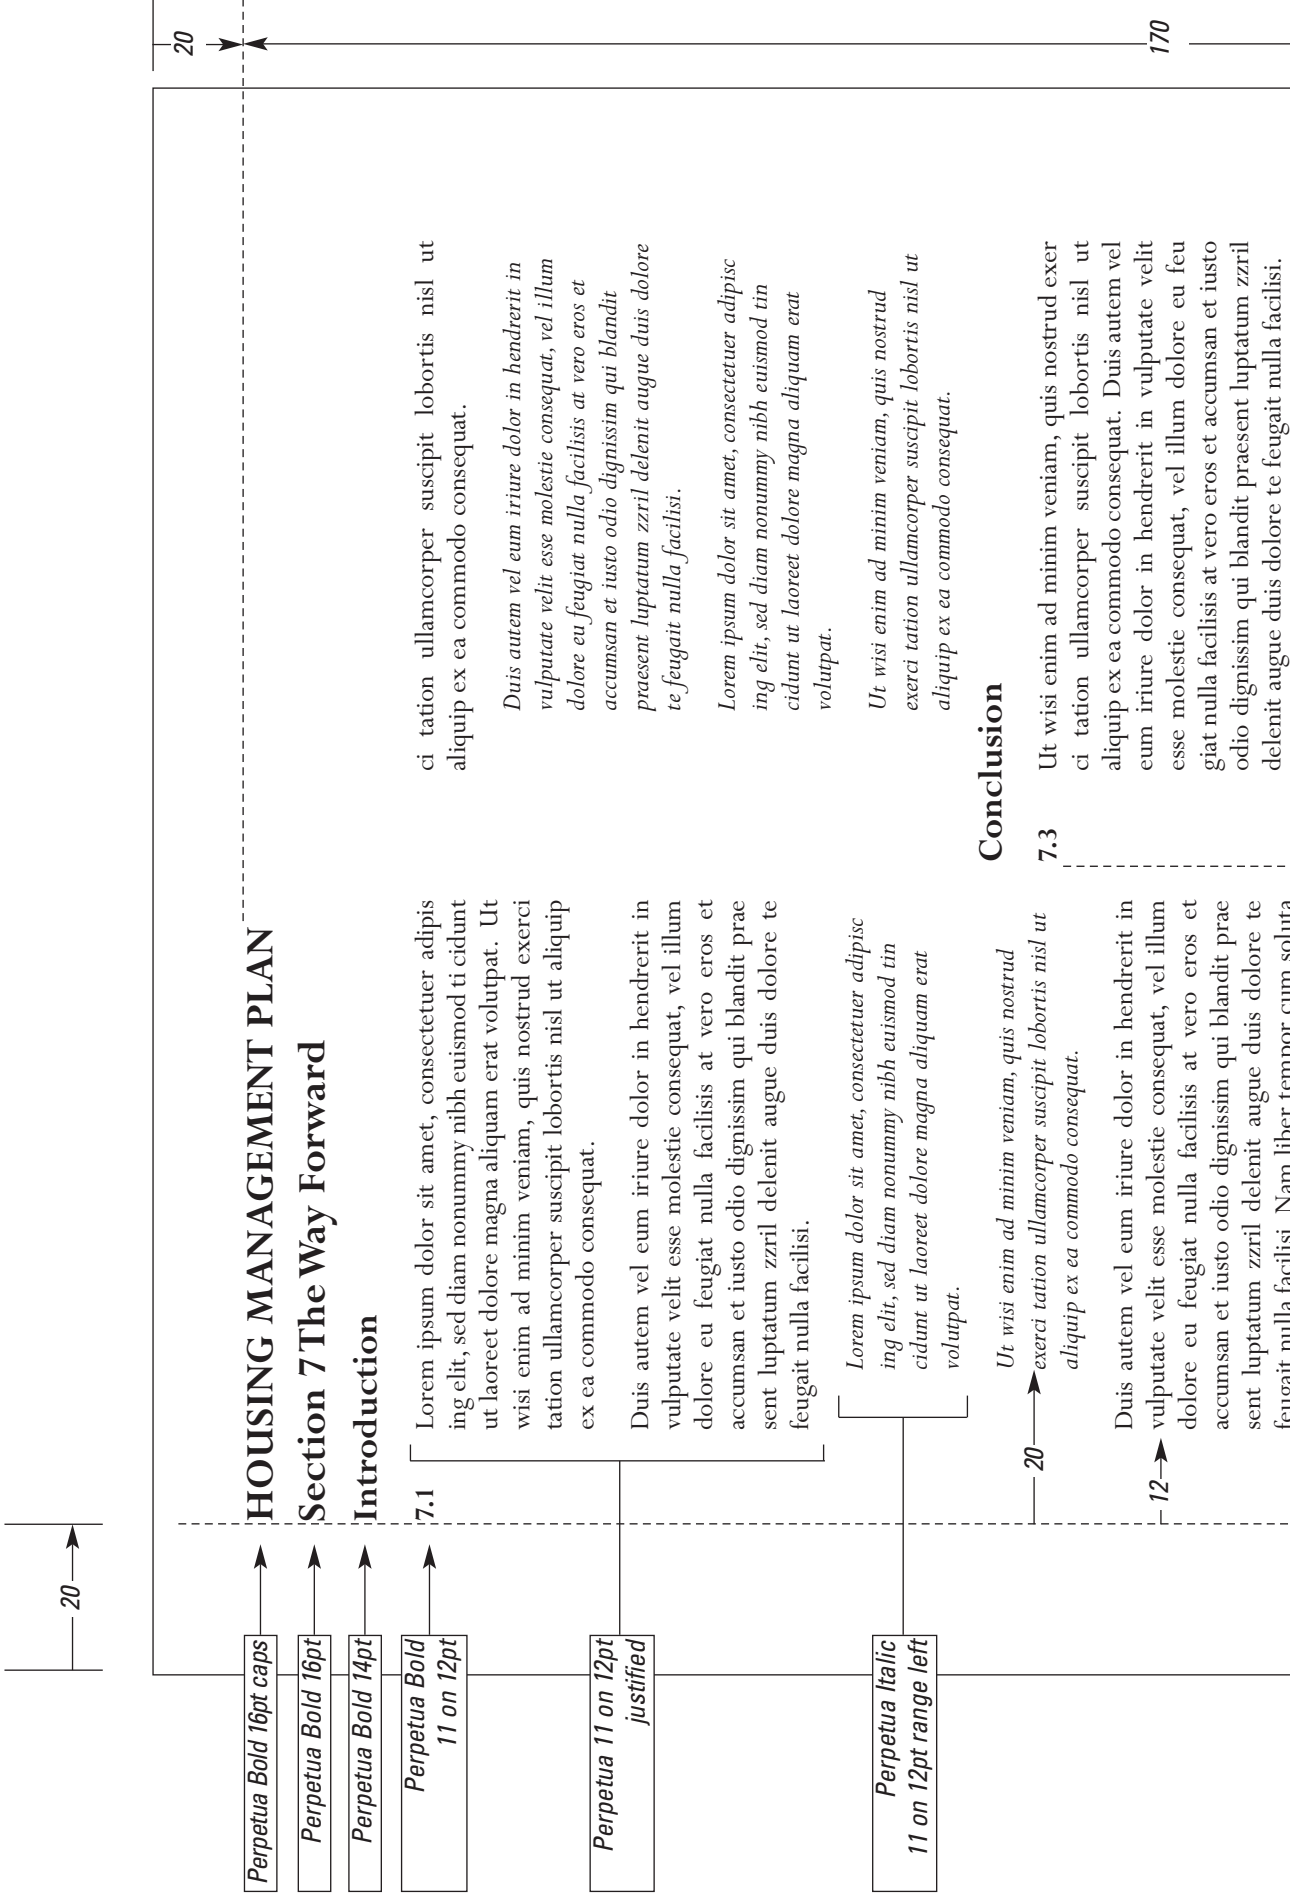 20
20
170
Perpetua Bold 16pt caps
HOUSING MANAGEMENT PLAN
Perpetua Bold 16pt
Section 7 The Way Forward
Perpetua Bold 14pt
Introduction
Perpetua Bold
11 on 12pt
7.1
Lorem ipsum dolor sit amet, consectetuer adipis
ing elit, sed diam nonummy nibh euismod ti cidunt
ut laoreet dolore magna aliquam erat volutpat. Ut
wisi enim ad minim veniam, quis nostrud exerci
tation ullamcorper suscipit lobortis nisl ut aliquip
ex ea commodo consequat.
Perpetua 11 on 12pt
justified
Duis autem vel eum iriure dolor in hendrerit in
vulputate velit esse molestie consequat, vel illum
dolore eu feugiat nulla facilisis at vero eros et
accumsan et iusto odio dignissim qui blandit prae
sent luptatum zzril delenit augue duis dolore te
feugait nulla facilisi.
Perpetua Italic
11 on 12pt range left
Lorem ipsum dolor sit amet, consectetuer adipisc
ing elit, sed diam nonummy nibh euismod tin
cidunt ut laoreet dolore magna aliquam erat
volutpat.
20
Ut wisi enim ad minim veniam, quis nostrud
exerci tation ullamcorper suscipit lobortis nisl ut
aliquip ex ea commodo consequat.
12
Duis autem vel eum iriure dolor in hendrerit in
vulputate velit esse molestie consequat, vel illum
dolore eu feugiat nulla facilisis at vero eros et
accumsan et iusto odio dignissim qui blandit prae
sent luptatum zzril delenit augue duis dolore te
feugait nulla facilisi. Nam liber tempor cum soluta
ci tation ullamcorper suscipit lobortis nisl ut
aliquip ex ea commodo consequat.
Duis autem vel eum iriure dolor in hendrerit in
vulputate velit esse molestie consequat, vel illum
dolore eu feugiat nulla facilisis at vero eros et
accumsan et iusto odio dignissim qui blandit
praesent luptatum zzril delenit augue duis dolore
te feugait nulla facilisi.
Lorem ipsum dolor sit amet, consectetuer adipisc
ing elit, sed diam nonummy nibh euismod tin
cidunt ut laoreet dolore magna aliquam erat
volutpat.
Ut wisi enim ad minim veniam, quis nostrud
exerci tation ullamcorper suscipit lobortis nisl ut
aliquip ex ea commodo consequat.
Conclusion
7.3
Ut wisi enim ad minim veniam, quis nostrud exer
ci tation ullamcorper suscipit lobortis nisl ut
aliquip ex ea commodo consequat. Duis autem vel
eum iriure dolor in hendrerit in vulputate velit
esse molestie consequat, vel illum dolore eu feu
giat nulla facilisis at vero eros et accumsan et iusto
odio dignissim qui blandit praesent luptatum zzril
delenit augue duis dolore te feugait nulla facilisi.